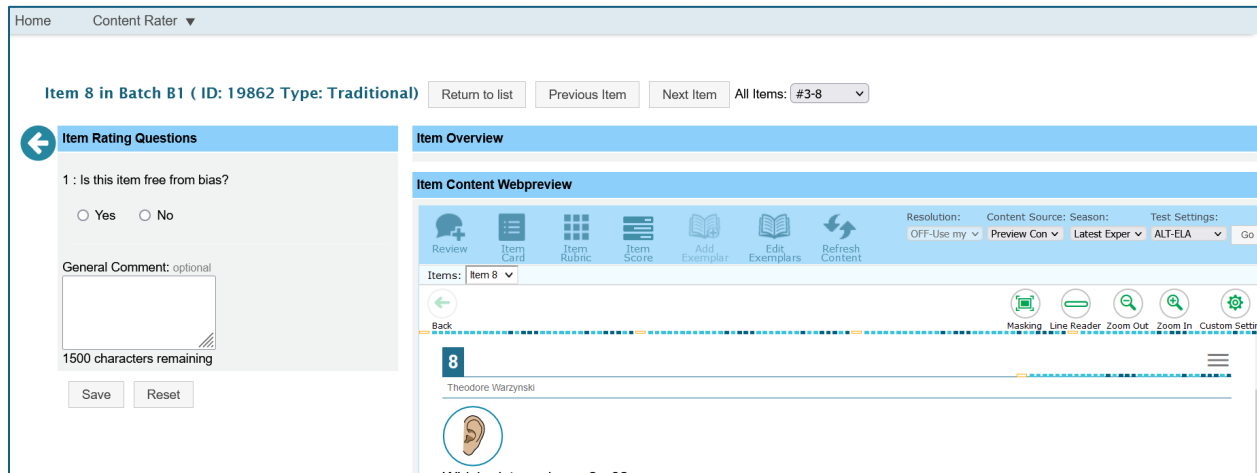 Home Content Rater ▼
Item 8 in Batch B1 ( ID: 19862 Type: Traditional) Return to list Previous Item Next Item All Items: #3-8
Item Rating Questions
1 : Is this item free from bias?
Yes No
General Comment: optional
1500 characters remaining
Save Reset
Item Overview
Item Content Webpreview
Review Item Card Item Rubric Item Score Add Exemplar Edit Exemplars Refresh Content
Resolution: Content Source: Season: Test Settings:
OFF-Use my Preview Con Latest Exper ALT-ELA Go
Items: Item 8
Back Masking Line Reader Zoom Out Zoom In Custom Settin
8
Theodore Warzynski